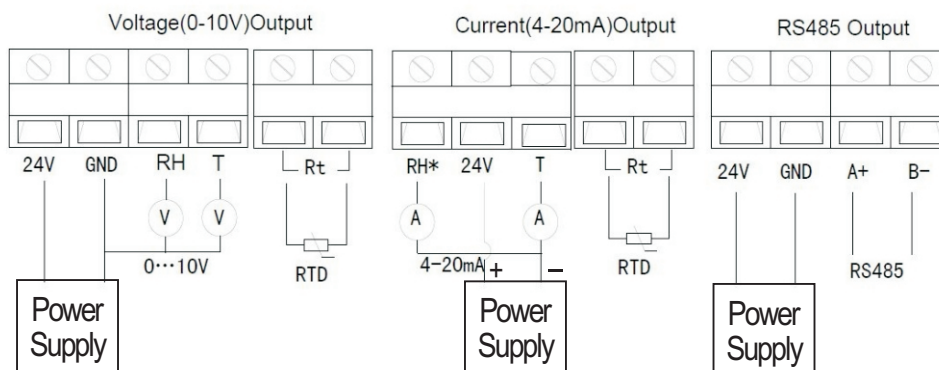 Voltage(0-10V)Output
Current(4-20mA)Output
RS485 Output
24V GND RH T
Rt
RH* 24V T
Rt
24V GND A+ B-
V V
A A
0···10V
RTD
4-20mA + −
RTD
RS485
Power
Supply
Power
Supply
Power
Supply